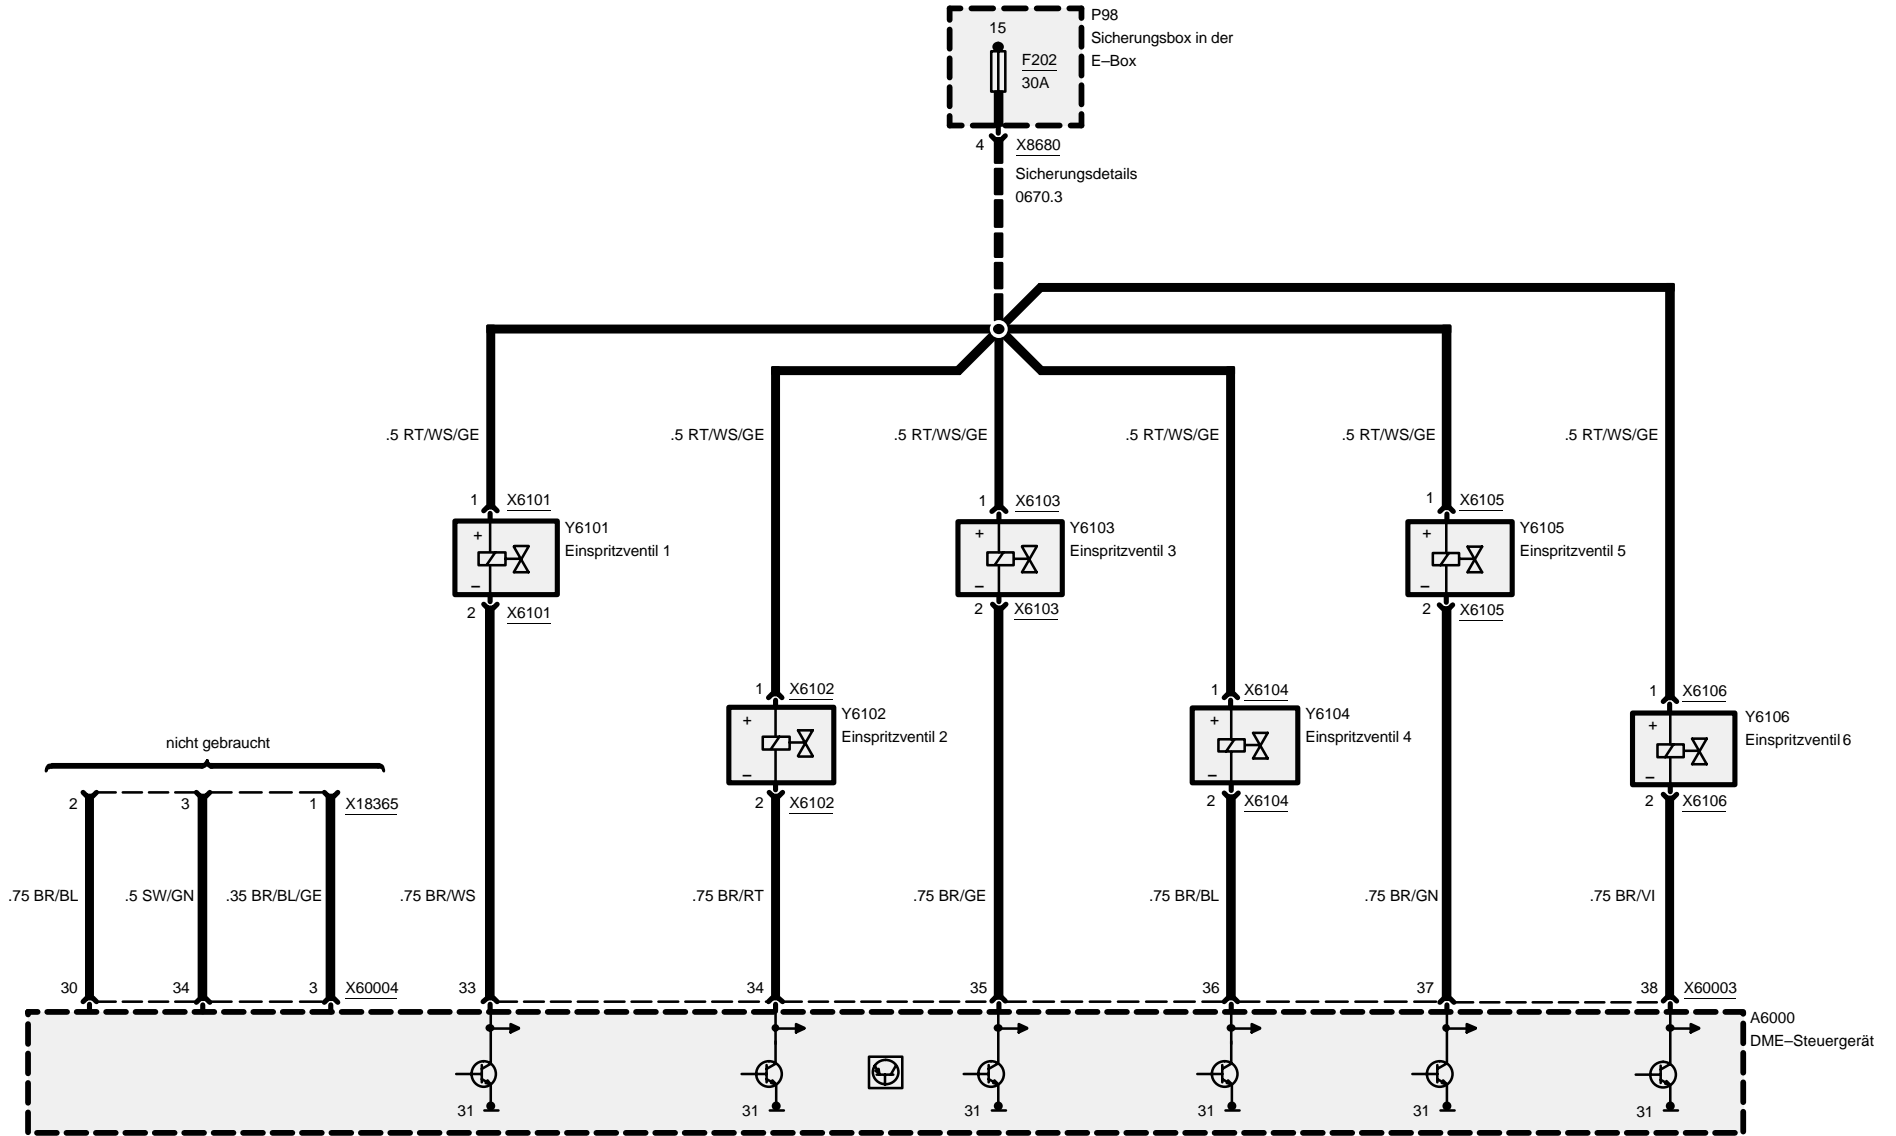 P98
15
Sicherungsbox in der
F202
E–Box
30A
4
X8680
Sicherungsdetails
0670.3
.5 RT/WS/GE
.5 RT/WS/GE
.5 RT/WS/GE
.5 RT/WS/GE
.5 RT/WS/GE
.5 RT/WS/GE
1
X6101
1
X6103
1
X6105
+
Y6101
Einspritzventil 1
–
+
Y6103
Einspritzventil 3
–
+
Y6105
Einspritzventil 5
–
2
X6101
2
X6103
2
X6105
1
X6102
1
X6104
1
X6106
+
Y6102
Einspritzventil 2
–
+
Y6104
Einspritzventil 4
–
+
Y6106
Einspritzventil 6
–
nicht gebraucht
2
3
1
X18365
2
X6102
2
X6104
2
X6106
.75 BR/BL
.5 SW/GN
.35 BR/BL/GE
.75 BR/WS
.75 BR/RT
.75 BR/GE
.75 BR/BL
.75 BR/GN
.75 BR/VI
30
34
3
X60004
33
34
35
36
37
38
X60003
A6000
DME–Steuergerät
31
31
31
31
31
31